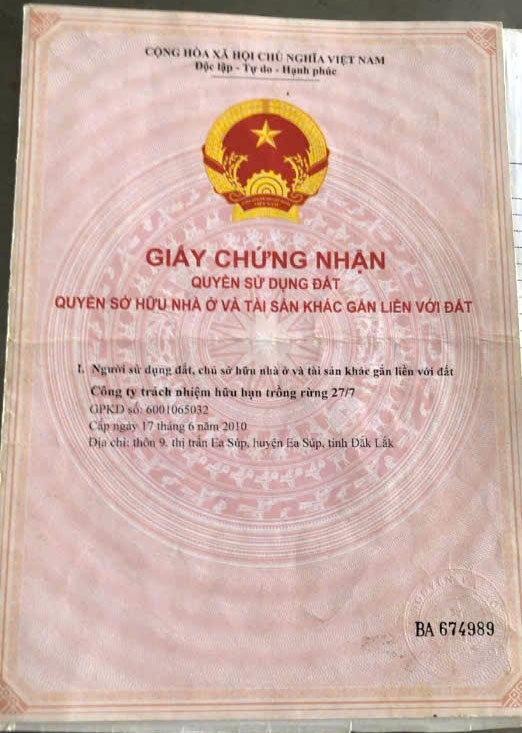 CỘNG HÒA XÃ HỘI CHỦ NGHĨA VIỆT NAM
Độc lập - Tự do - Hạnh phúc
GIẤY CHỨNG NHẬN
QUYỀN SỬ DỤNG ĐẤT
QUYỀN SỞ HỮU NHÀ Ở VÀ TÀI SẢN KHÁC GẮN LIỀN VỚI ĐẤT
I. Người sử dụng đất, chủ sở hữu nhà ở và tài sản khác gắn liền với đất
Công ty trách nhiệm hữu hạn trồng rừng 27/7
GPKD số: 6001065032
Cấp ngày 17 tháng 6 năm 2010
Địa chỉ: thôn 9, thị trấn Ea Súp, huyện Ea Súp, tỉnh Đắk Lắk
BA 674989